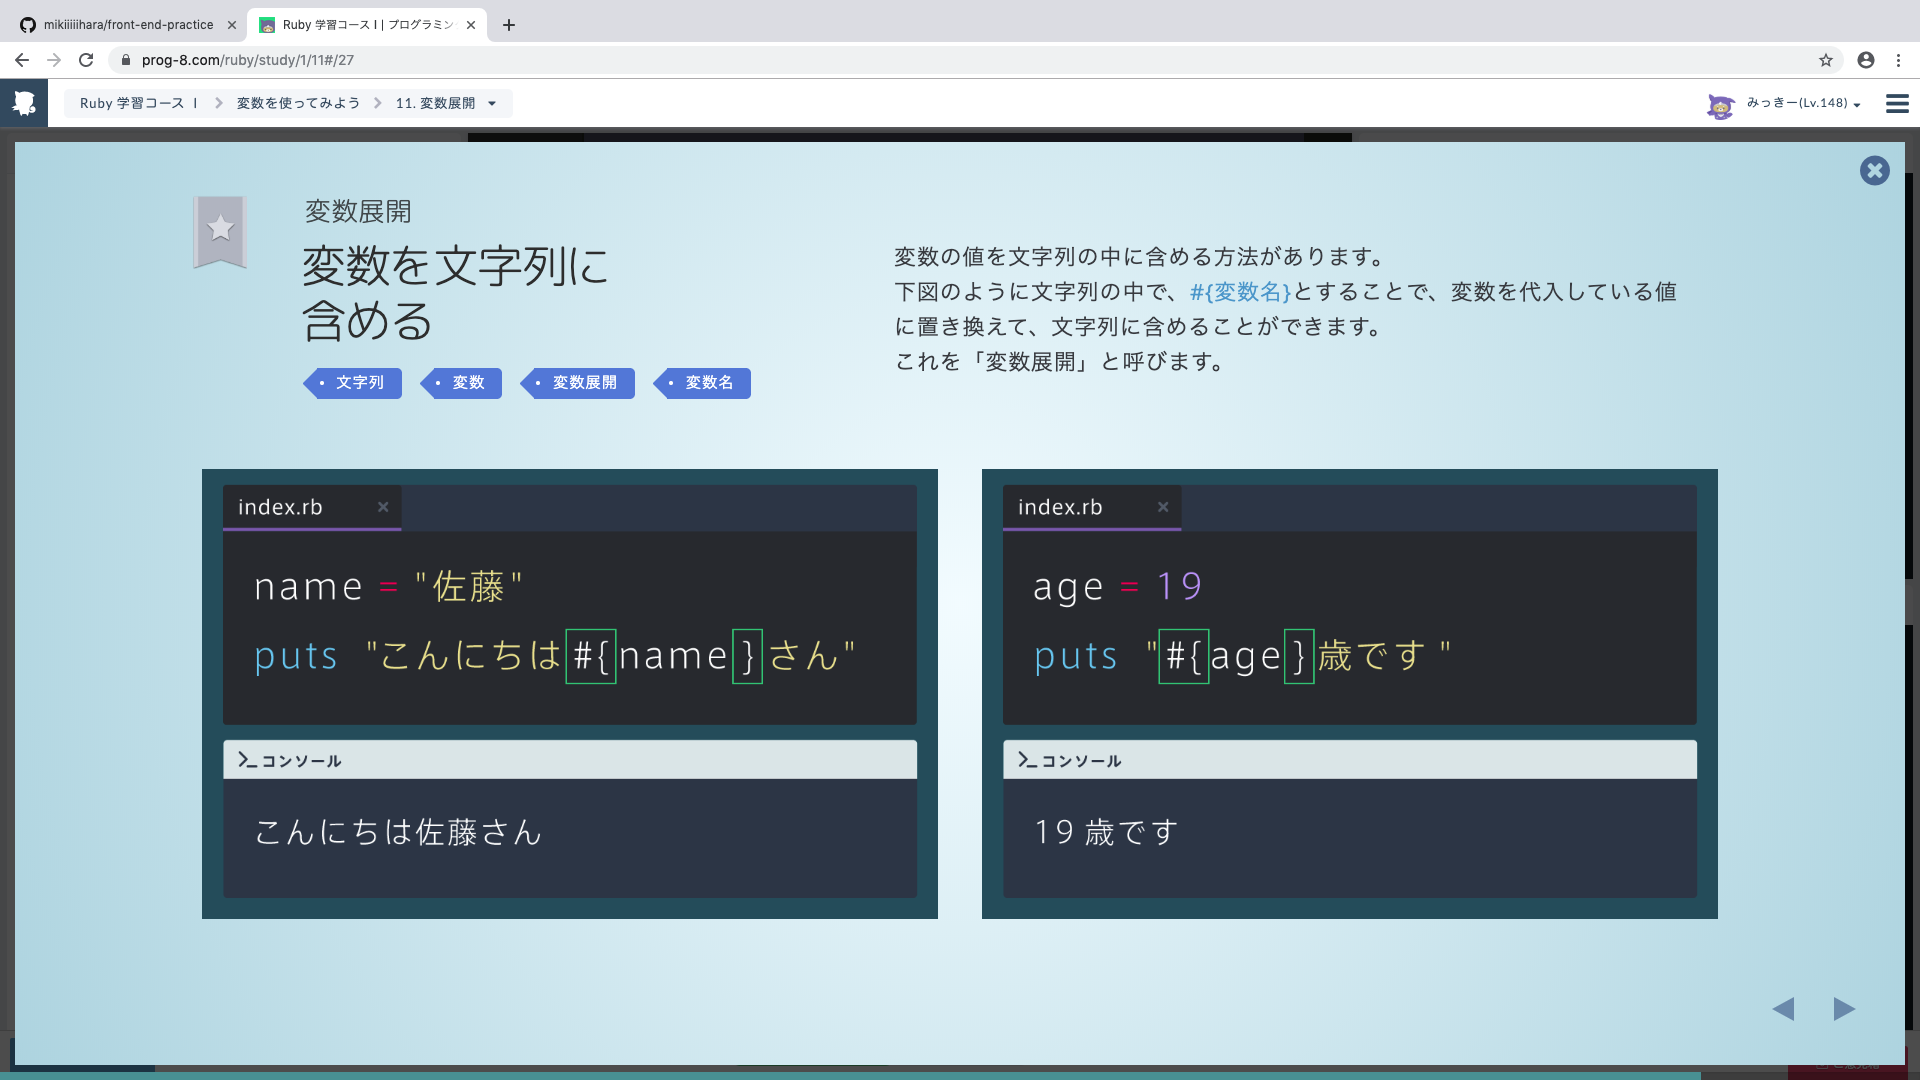 mikiiiiihara/front-end-practice
Ruby 学習コース I | プログラミン
prog-8.com/ruby/study/1/11#/27
Ruby 学習コース I
変数を使ってみよう
11. 変数展開
みっきー(Lv.148)
変数展開
変数を文字列に
含める
文字列
変数
変数展開
変数名
変数の値を文字列の中に含める方法があります。
下図のように文字列の中で、#{変数名}とすることで、変数を代入している値
に置き換えて、文字列に含めることができます。
これを「変数展開」と呼びます。
index.rb
name = "佐藤"
puts "こんにちは#{name}さん"
コンソール
こんにちは佐藤さん
index.rb
age = 19
puts "#{age}歳です "
コンソール
19 歳です